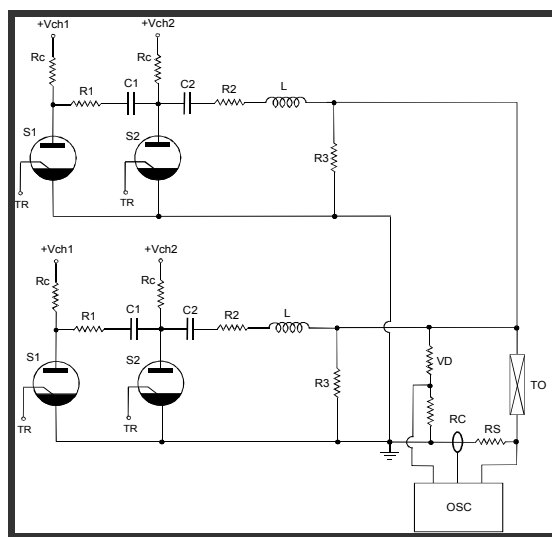 +Vch1 +Vch2
Rc Rc
R1 C1 C2 R2 L
S1 S2 R3
TR TR
+Vch1 +Vch2
Rc Rc
R1 C1 C2 R2 L
S1 S2 R3 VD TO
TR TR RC RS
OSC